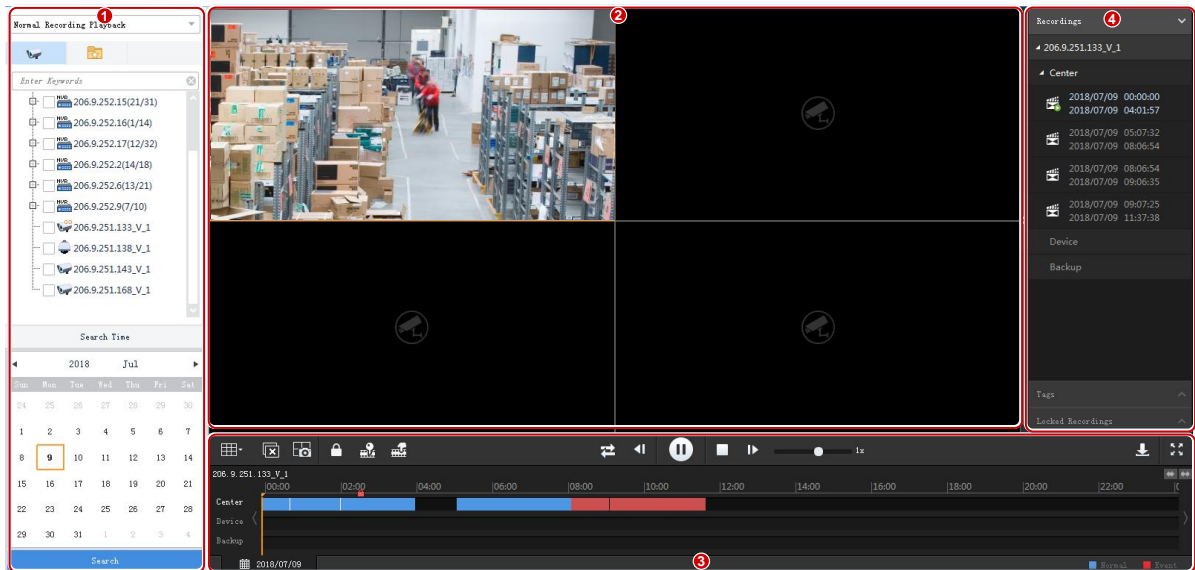 1
Normal Recording Playback
Enter Keywords
NVR 206.9.252.15(21/31)
NVR 206.9.252.16(1/14)
NVR 206.9.252.17(12/32)
NVR 206.9.252.2(14/18)
NVR 206.9.252.6(13/21)
NVR 206.9.252.9(7/10)
206.9.251.133_V_1
206.9.251.138_V_1
206.9.251.143_V_1
206.9.251.168_V_1
Search Time
2018 Jul
Sun Mon Tue Wed Thu Fri Sat
24 25 26 27 28 29 30
1 2 3 4 5 6 7
8 9 10 11 12 13 14
15 16 17 18 19 20 21
22 23 24 25 26 27 28
29 30 31 1 2 3 4
Search
2
1x
206.9.251.133_V_1
00:00 02:00 04:00 06:00 08:00 10:00 12:00 14:00 16:00 18:00 20:00 22:00
Center
Device
Backup
2018/07/09
3
Normal Event
Recordings
4
206.9.251.133_V_1
Center
2018/07/09 00:00:00
2018/07/09 04:01:57
2018/07/09 05:07:32
2018/07/09 08:06:54
2018/07/09 08:06:54
2018/07/09 09:06:35
2018/07/09 09:07:25
2018/07/09 11:37:38
Device
Backup
Tags
Locked Recordings